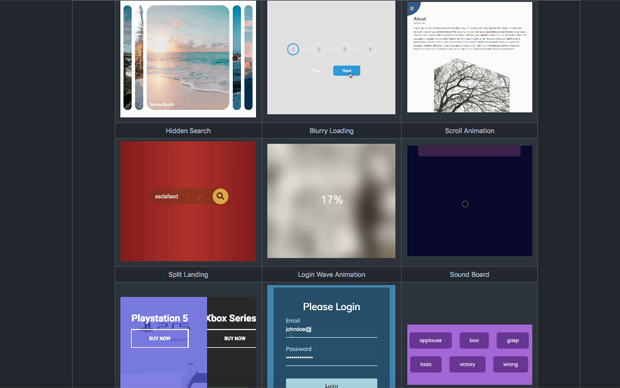 Sunny Beach
1
2
3
4
Prev
Next
About
Hidden Search
Blurry Loading
Scroll Animation
asdafasd
17%
Split Landing
Login Wave Animation
Sound Board
Playstation 5
BUY NOW
Xbox Series
BUY NOW
Please Login
Email
johndoe@
Password
Login
applause
boo
gasp
tada
victory
wrong